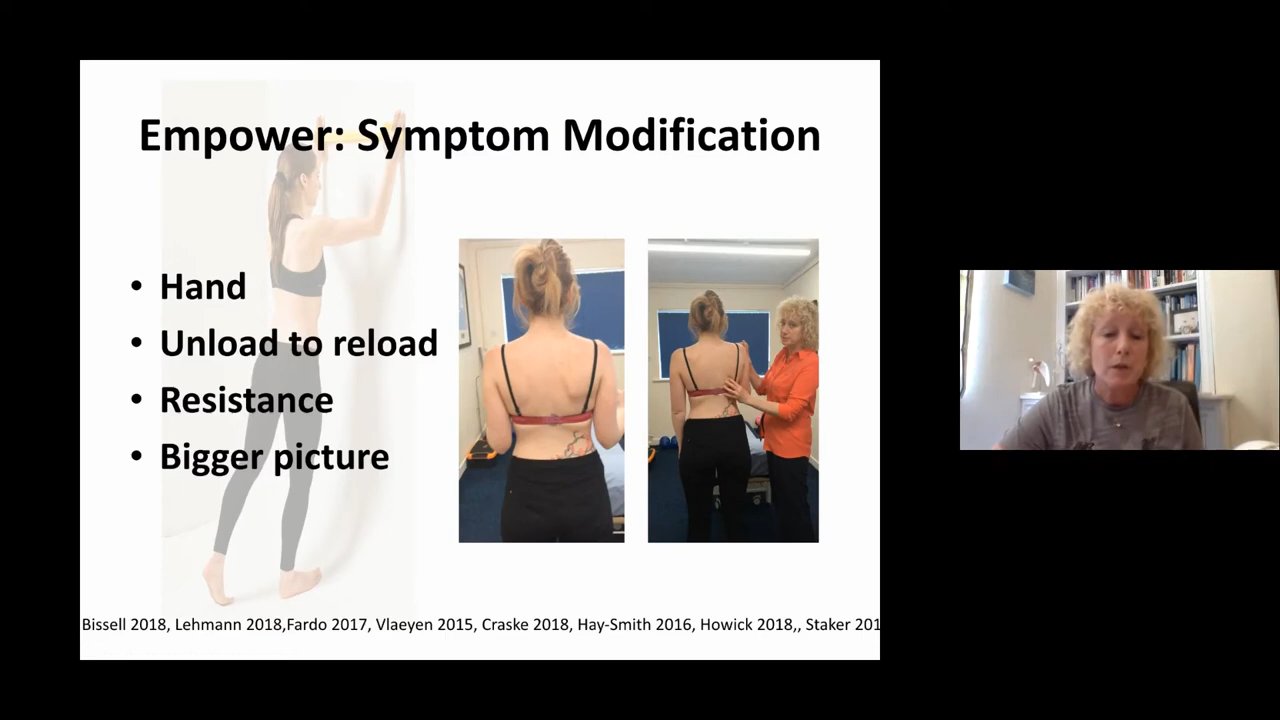 Empower: Symptom Modification
• Hand
• Unload to reload
• Resistance
• Bigger picture
Bissell 2018, Lehmann 2018,Fardo 2017, Vlaeyen 2015, Craske 2018, Hay-Smith 2016, Howick 2018,, Staker 201